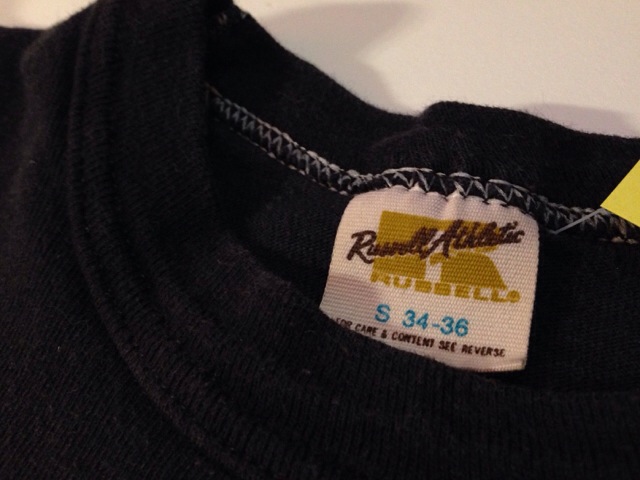 Russell Athletic
RUSSELL®
S 34-36
FOR CARE & CONTENT SEE REVERSE